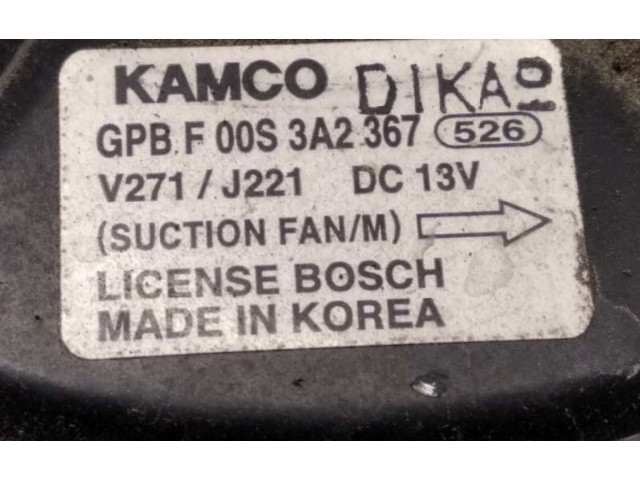 KAMCO DIKA
GPB F 00S 3A2 367 526
V271 / J221 DC 13V
(SUCTION FAN/M)
LICENSE BOSCH
MADE IN KOREA